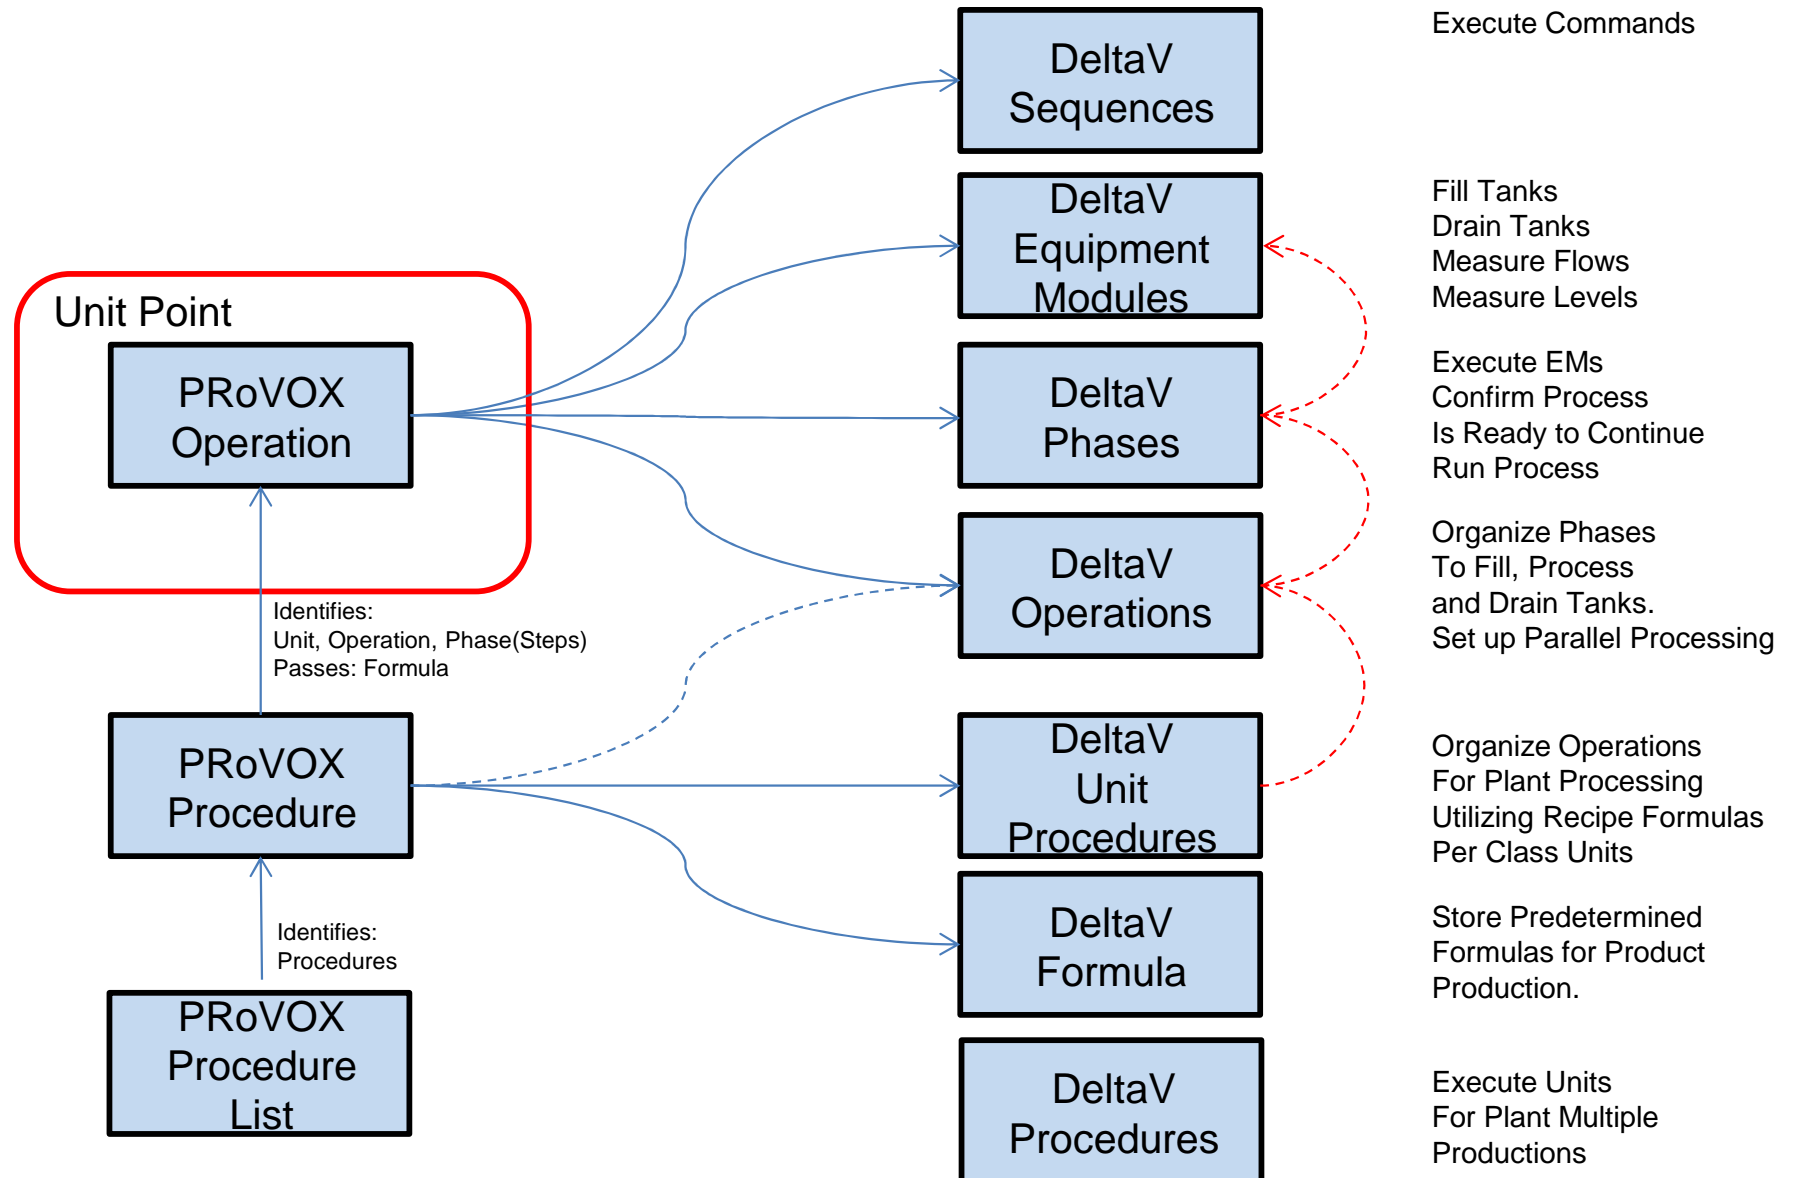 Execute Commands
DeltaV
Sequences
Fill Tanks
Drain Tanks
Measure Flows
Measure Levels
DeltaV
Equipment
Modules
Unit Point
PRoVOX
Operation
DeltaV
Phases
Execute EMs
Confirm Process
Is Ready to Continue
Run Process
DeltaV
Operations
Organize Phases
To Fill, Process
and Drain Tanks.
Set up Parallel Processing
Identifies:
Unit, Operation, Phase(Steps)
Passes: Formula
PRoVOX
Procedure
DeltaV
Unit
Procedures
Organize Operations
For Plant Processing
Utilizing Recipe Formulas
Per Class Units
Identifies:
Procedures
DeltaV
Formula
Store Predetermined
Formulas for Product
Production.
PRoVOX
Procedure
List
DeltaV
Procedures
Execute Units
For Plant Multiple
Productions